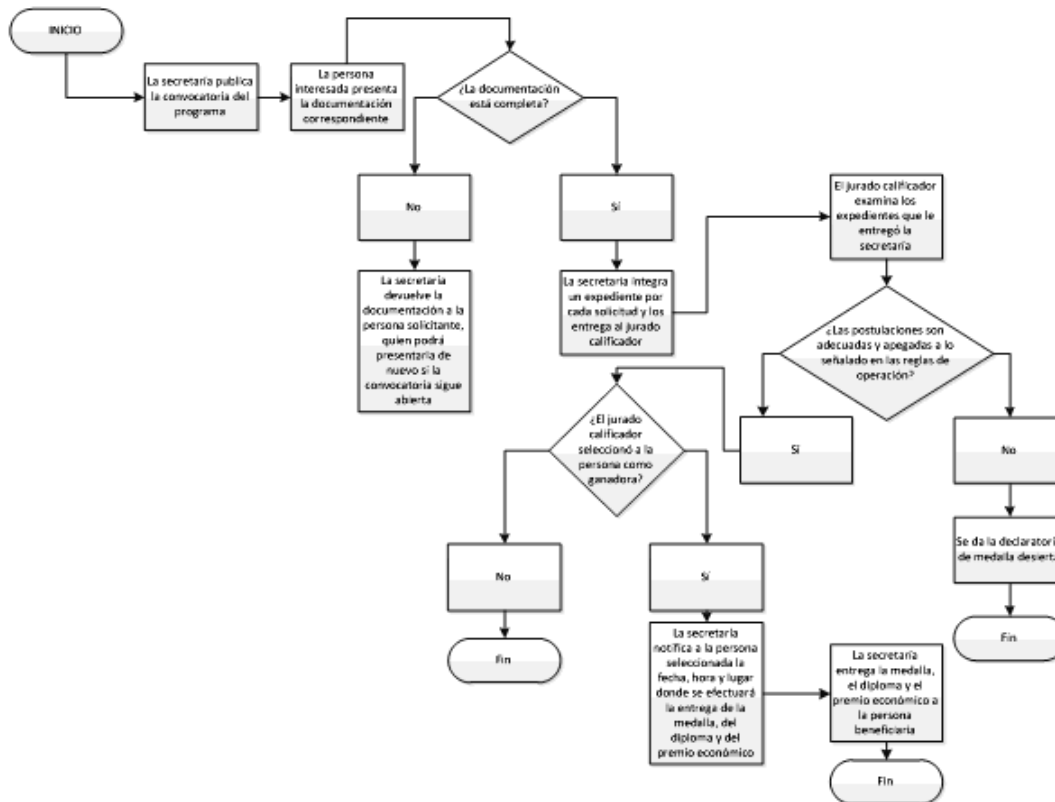 INICIO
La secretaría publica
la convocatoria del
programa
La persona
interesada presenta
la documentación
correspondiente
¿La documentación
está completa?
No
Sí
La secretaría
devuelve la
documentación a la
persona solicitante,
quien podrá
presentarla de
nuevo si la
convocatoria sigue
abierta
La secretaría integra
un expediente por
cada solicitud y los
entrega al jurado
calificador
El jurado calificador
examina los
expedientes que le
entregó la
secretaría
¿Las postulaciones son
adecuadas y apegadas a lo
señalado en las reglas de
operación?
Sí
No
Se da la declaratori
de medalla desiert
Fin
¿El jurado
calificador
seleccionó a la
persona como
ganadora?
No
Fin
Sí
La secretaría
notifica a la persona
seleccionada la
fecha, hora y lugar
donde se efectuará
la entrega de la
medalla, del
diploma y del
premio económico
La secretaría
entrega la medalla,
el diploma y el
premio económico a
la persona
beneficiaria
Fin